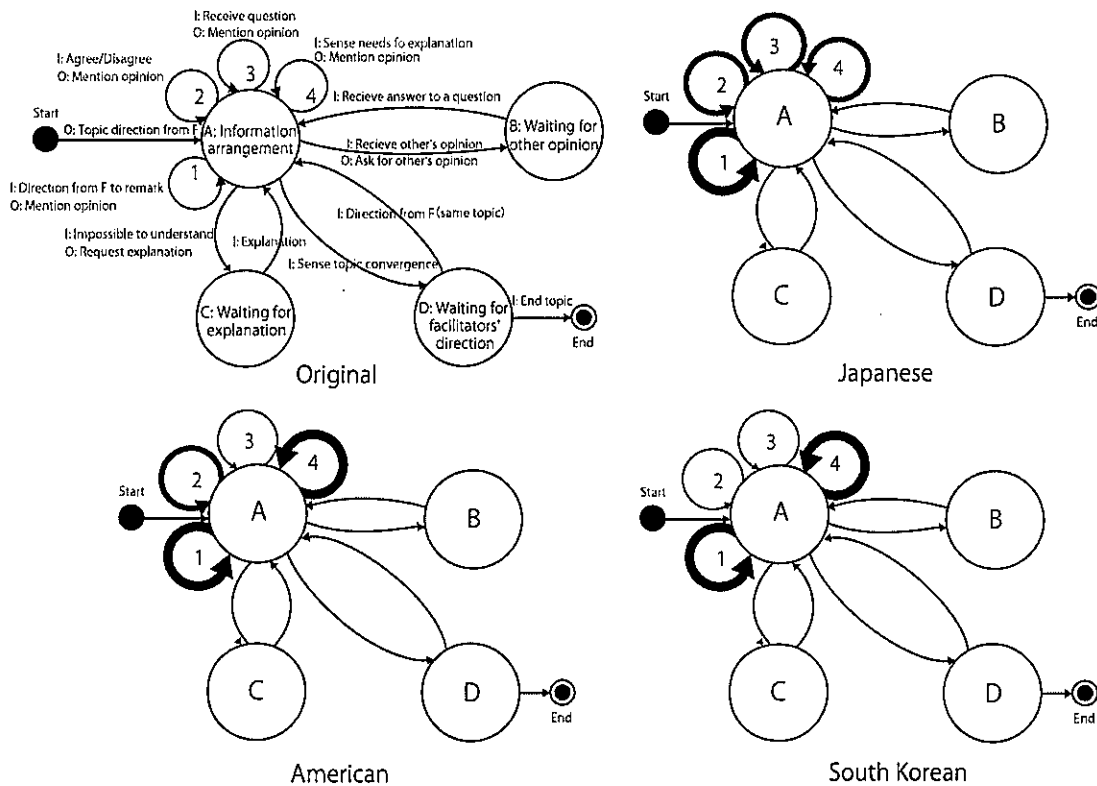 I: Receive question
O: Mention opinion
I: Sense needs fo explanation
O: Mention opinion
I: Agree/Disagree
O: Mention opinion
3
2
4
Start
O: Topic direction from F
A: Information
arrangement
I: Recieve answer to a question
B: Waiting for
other opinion
I: Recieve other's opinion
O: Ask for other's opinion
1
I: Direction from F to remark
O: Mention opinion
I: Direction from F (same topic)
I: Impossible to understand
O: Request explanation
I: Explanation
I: Sense topic convergence
C: Waiting for
explanation
D: Waiting for
facilitators'
direction
I: End topic
End
Original
3
2
4
Start
A
B
1
C
D
End
Japanese
3
2
4
Start
A
B
1
C
D
End
American
3
2
4
Start
A
B
1
C
D
End
South Korean